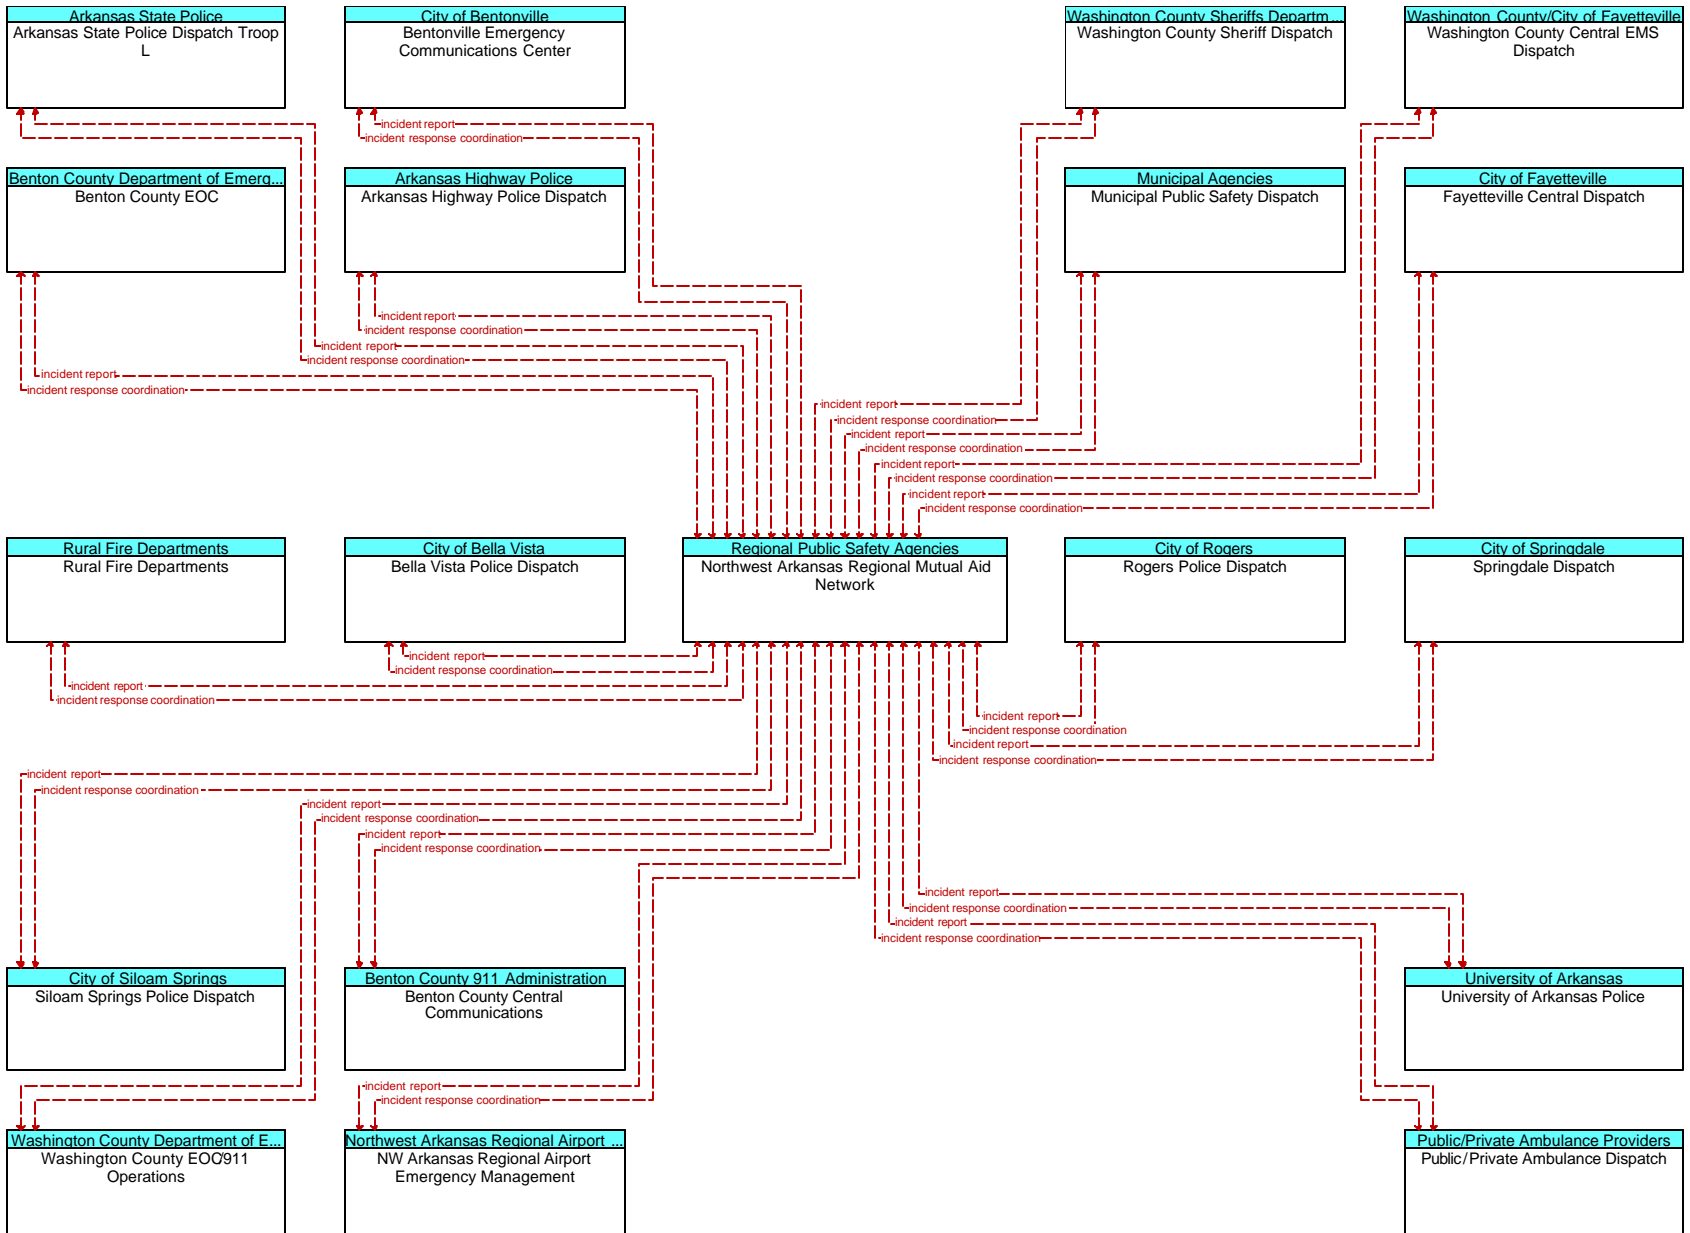 Arkansas State Police
Arkansas State Police Dispatch Troop
L
City of Bentonville
Bentonville Emergency
Communications Center
Washington County Sheriffs Departm...
Washington County Sheriff Dispatch
Washington County/City of Fayetteville
Washington County Central EMS
Dispatch
incident report
incident response coordination
Benton County Department of Emerg...
Benton County EOC
Arkansas Highway Police
Arkansas Highway Police Dispatch
Municipal Agencies
Municipal Public Safety Dispatch
City of Fayetteville
Fayetteville Central Dispatch
incident report
incident response coordination
incident report
incident response coordination
incident report
incident response coordination
incident report
incident response coordination
incident report
incident response coordination
incident report
incident response coordination
incident report
incident response coordination
Rural Fire Departments
Rural Fire Departments
City of Bella Vista
Bella Vista Police Dispatch
Regional Public Safety Agencies
Northwest Arkansas Regional Mutual Aid
Network
City of Rogers
Rogers Police Dispatch
City of Springdale
Springdale Dispatch
incident report
incident response coordination
incident report
incident response coordination
incident report
incident response coordination
incident report
incident response coordination
incident report
incident response coordination
incident report
incident response coordination
incident report
incident response coordination
incident report
incident response coordination
incident report
incident response coordination
City of Siloam Springs
Siloam Springs Police Dispatch
Benton County 911 Administration
Benton County Central
Communications
University of Arkansas
University of Arkansas Police
incident report
incident response coordination
Washington County Department of E...
Washington County EOC/911
Operations
Northwest Arkansas Regional Airport ...
NW Arkansas Regional Airport
Emergency Management
Public/Private Ambulance Providers
Public/Private Ambulance Dispatch